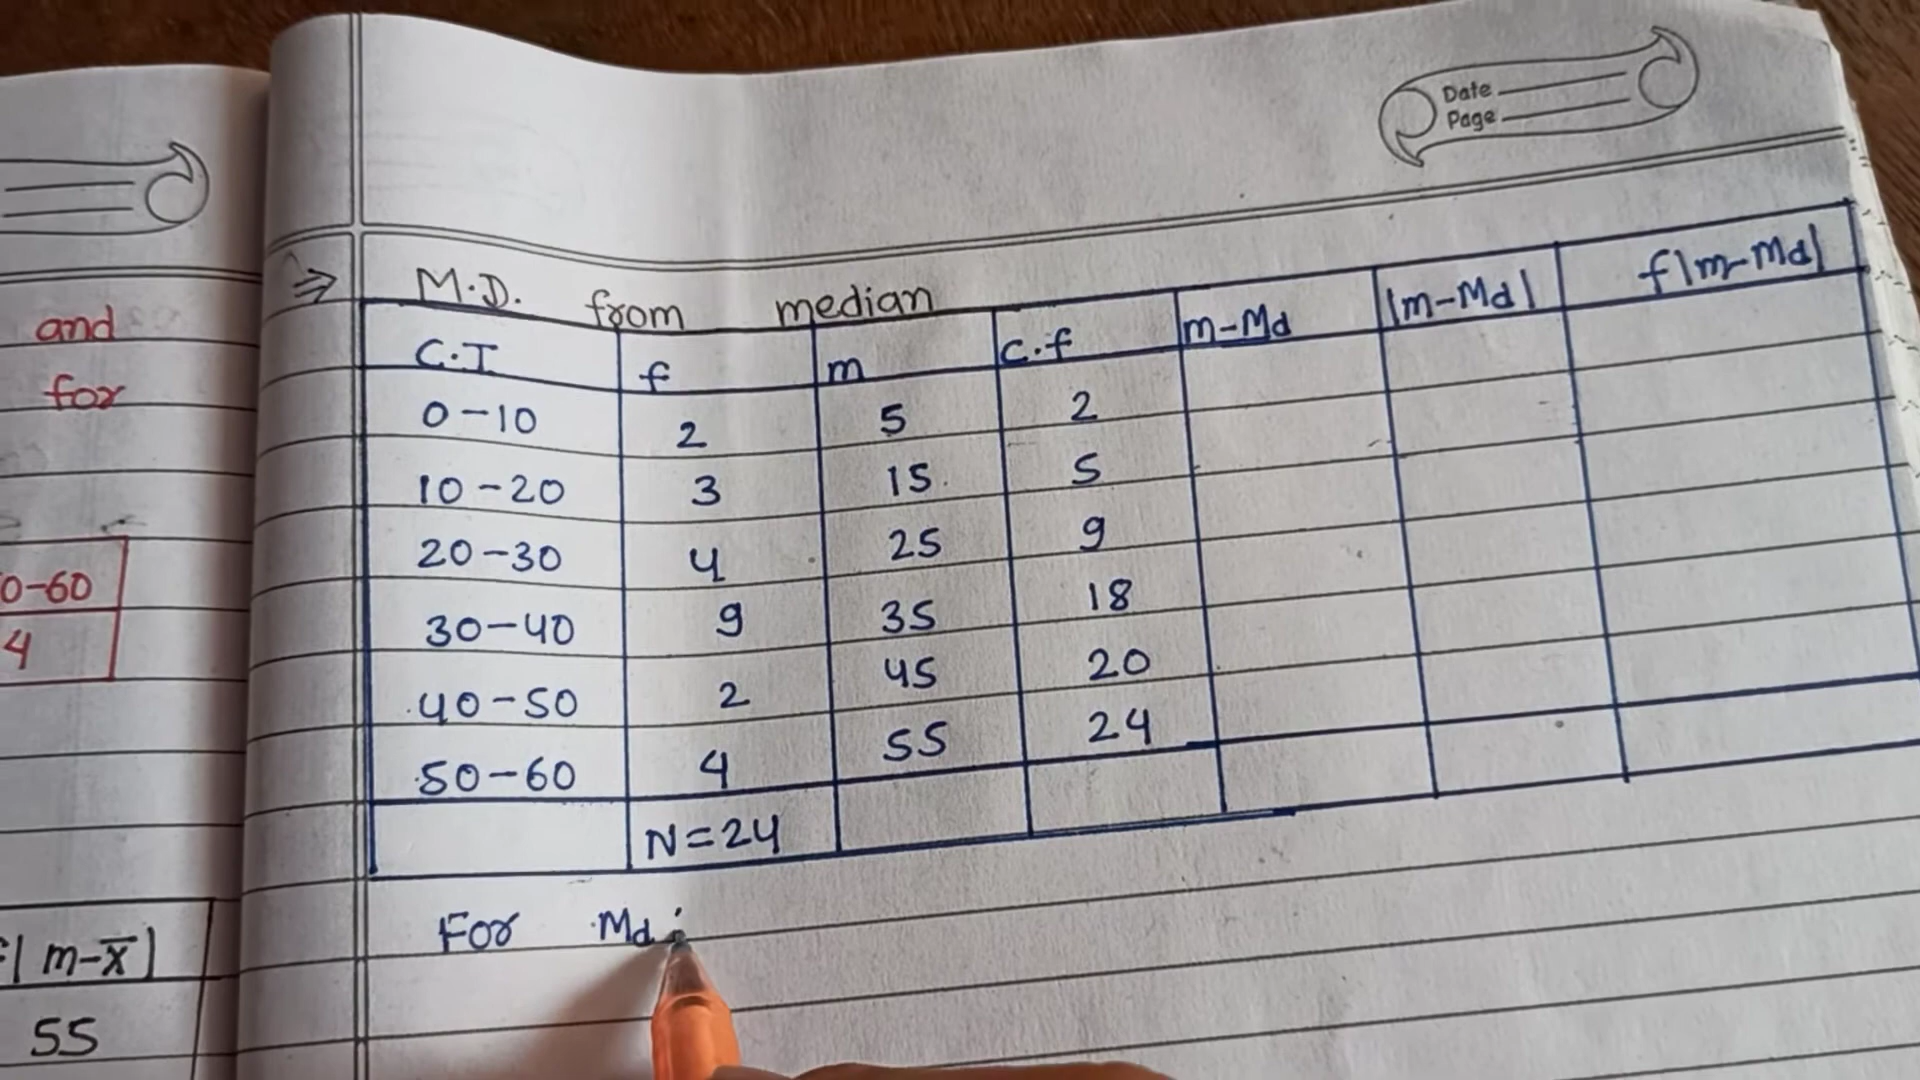 Date
Page
and
for
0-60
4
f| m-x̄ |
55
⇒ M.D. from median
C.I f m c.f m-Md |m-Md| f|m-Md|
0-10 2 5 2
10-20 3 15 5
20-30 4 25 9
30-40 9 35 18
40-50 2 45 20
50-60 4 55 24
N=24
For Md: